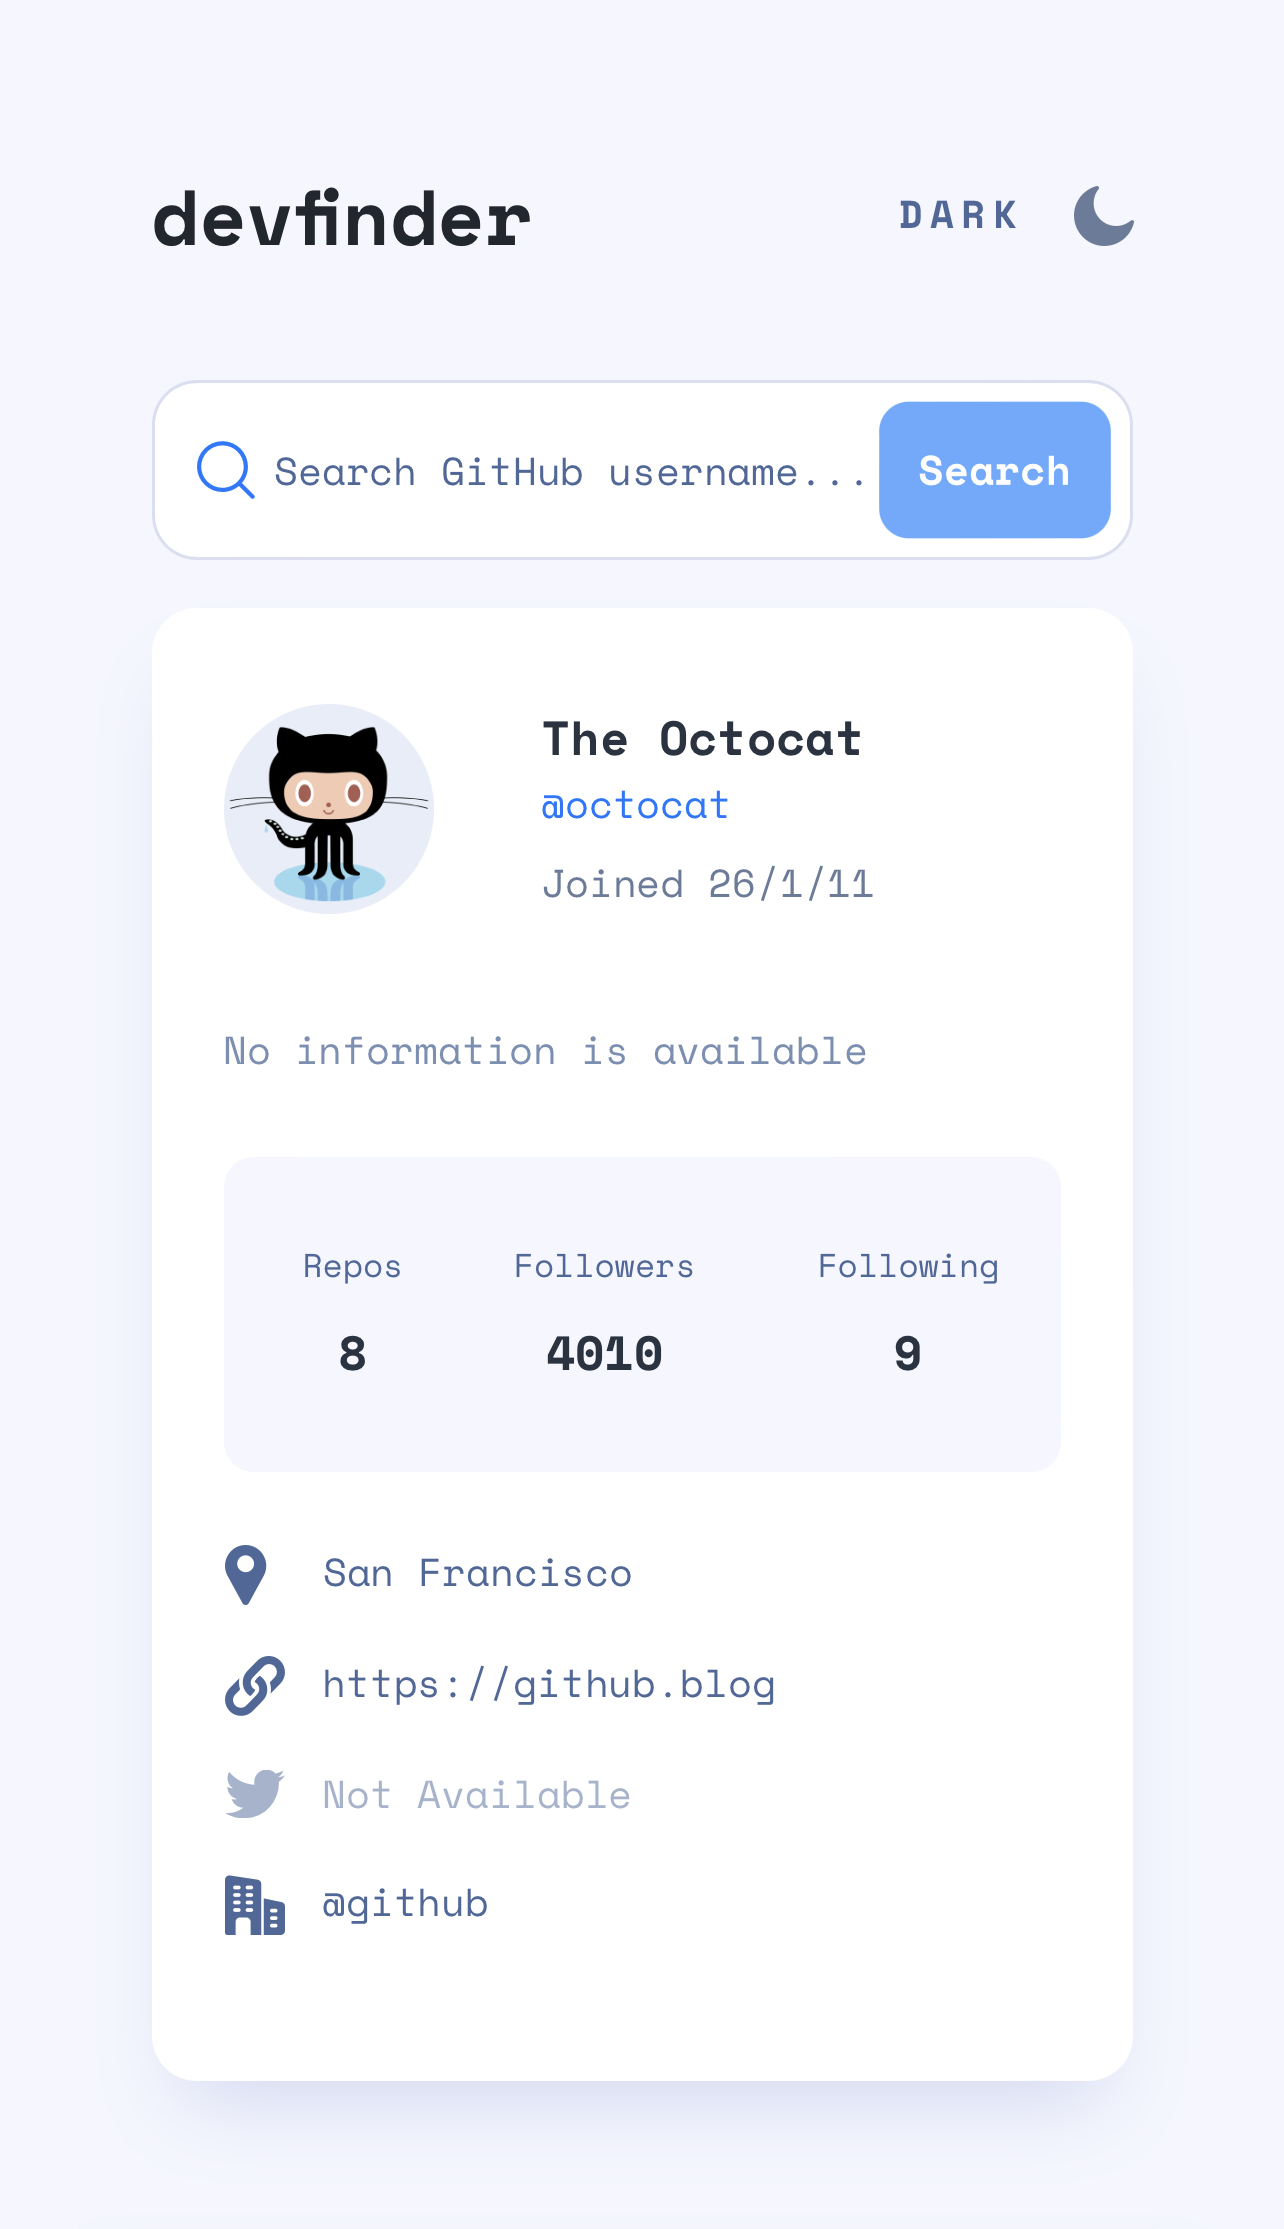 devfinder
DARK
Search GitHub username...
Search
The Octocat
@octocat
Joined 26/1/11
No information is available
Repos Followers Following
8 4010 9
San Francisco
https://github.blog
Not Available
@github